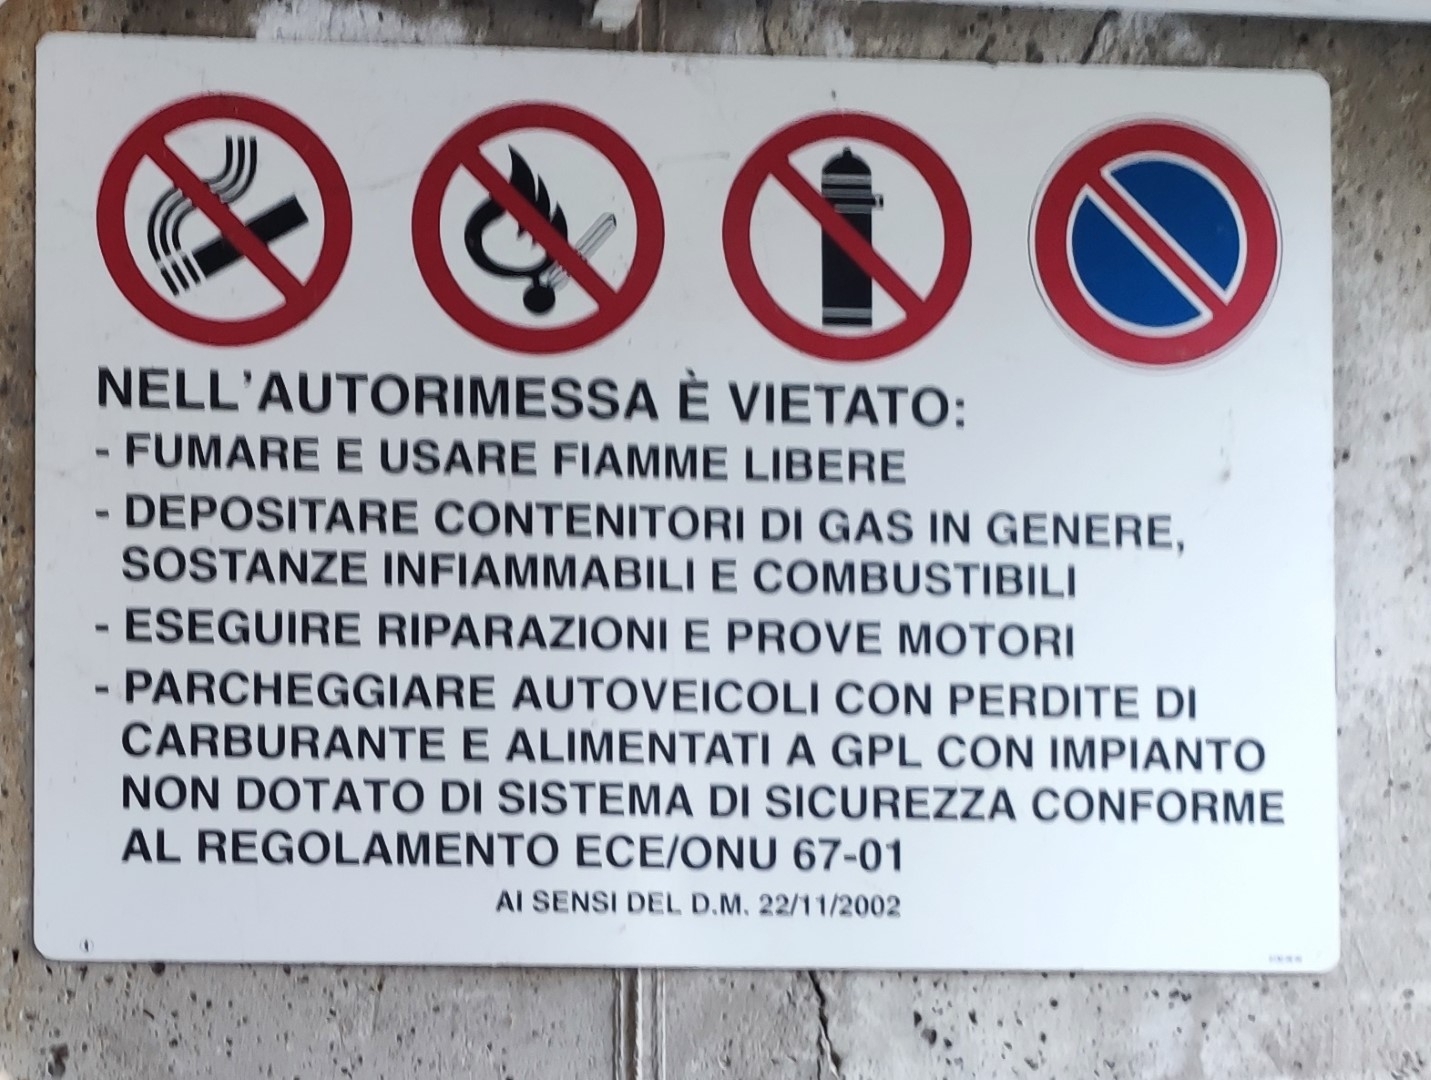 NELL'AUTORIMESSA È VIETATO:
- FUMARE E USARE FIAMME LIBERE
- DEPOSITARE CONTENITORI DI GAS IN GENERE,
SOSTANZE INFIAMMABILI E COMBUSTIBILI
- ESEGUIRE RIPARAZIONI E PROVE MOTORI
- PARCHEGGIARE AUTOVEICOLI CON PERDITE DI
CARBURANTE E ALIMENTATI A GPL CON IMPIANTO
NON DOTATO DI SISTEMA DI SICUREZZA CONFORME
AL REGOLAMENTO ECE/ONU 67-01
AI SENSI DEL D.M. 22/11/2002